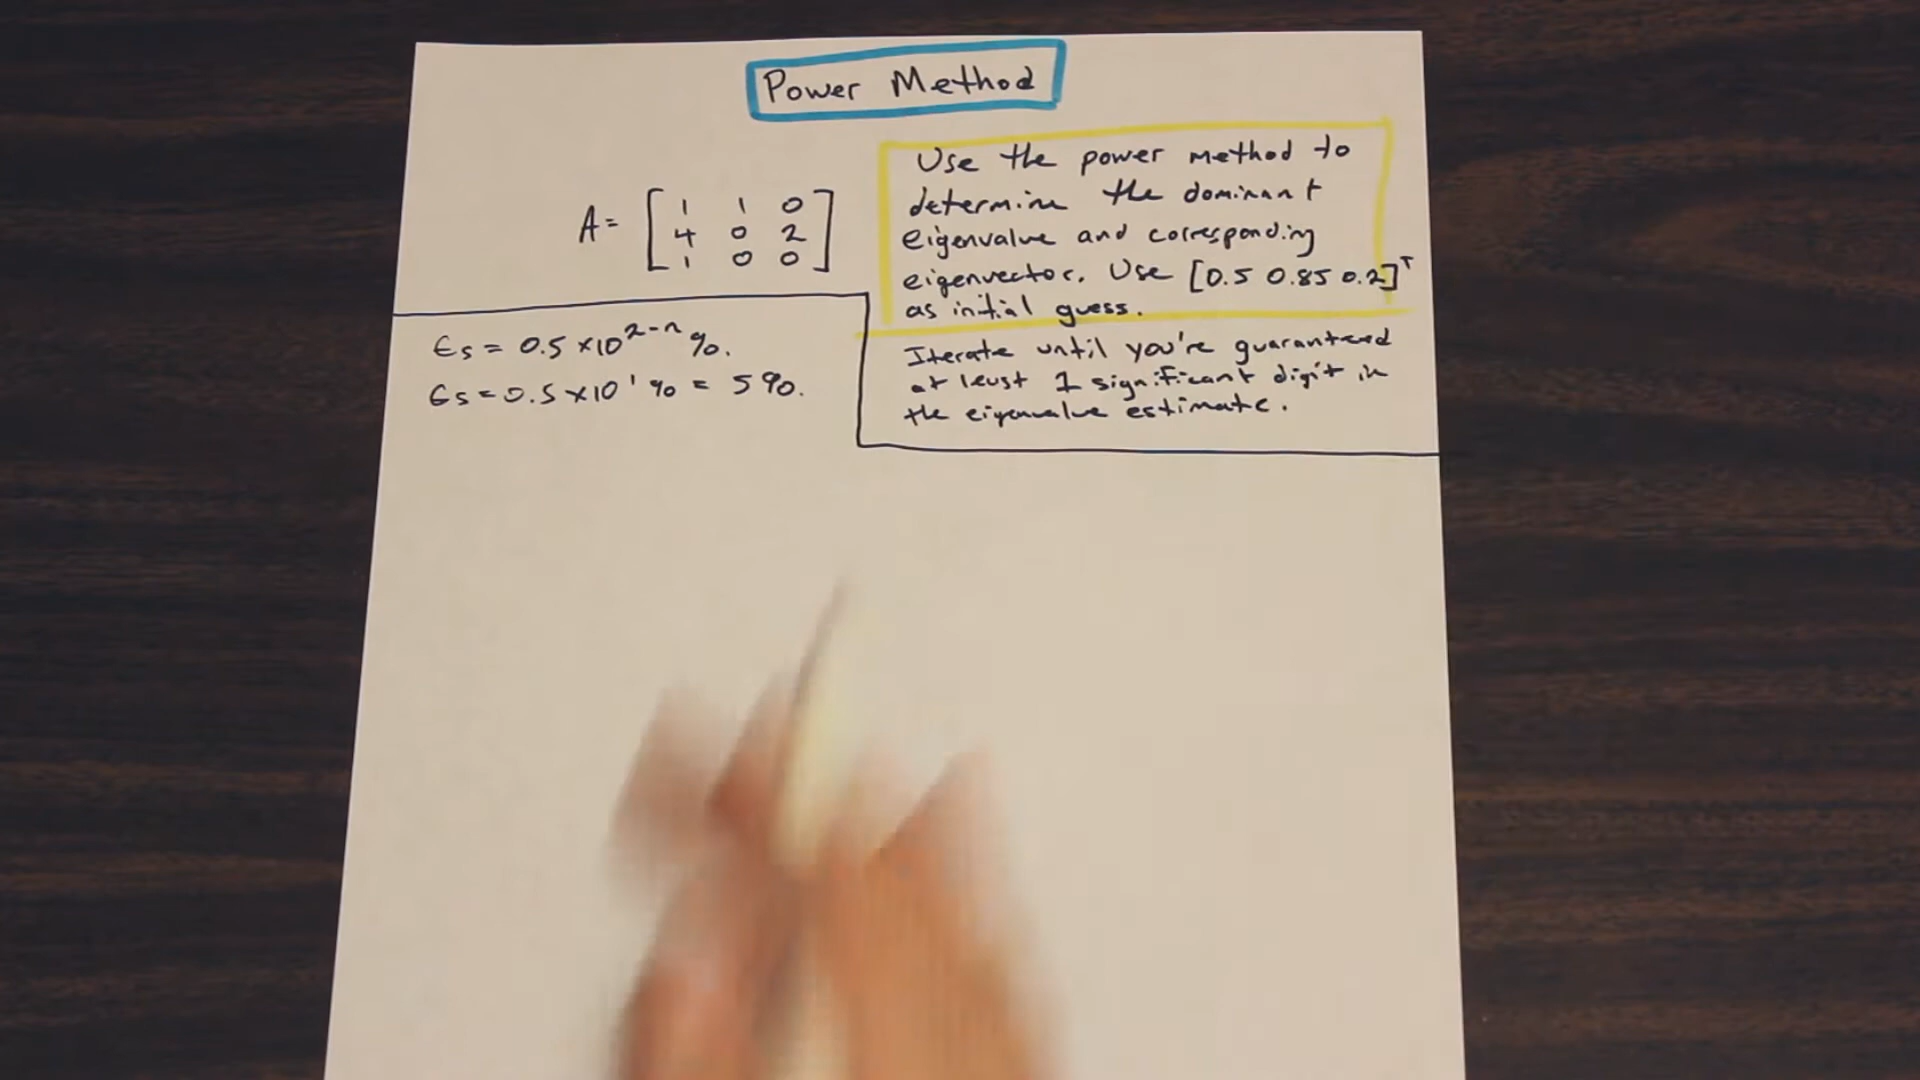 Power Method
A = [ 1 1 0
4 0 2
1 0 0 ]
Use the power method to
determine the dominant
eigenvalue and corresponding
eigenvector. Use [0.5 0.85 0.2]ᵀ
as initial guess.
Iterate until you're guaranteed
at least 1 significant digit in
the eigenvalue estimate.
εs = 0.5 ×10²⁻ⁿ %.
εs = 0.5 ×10¹ % = 5 %.